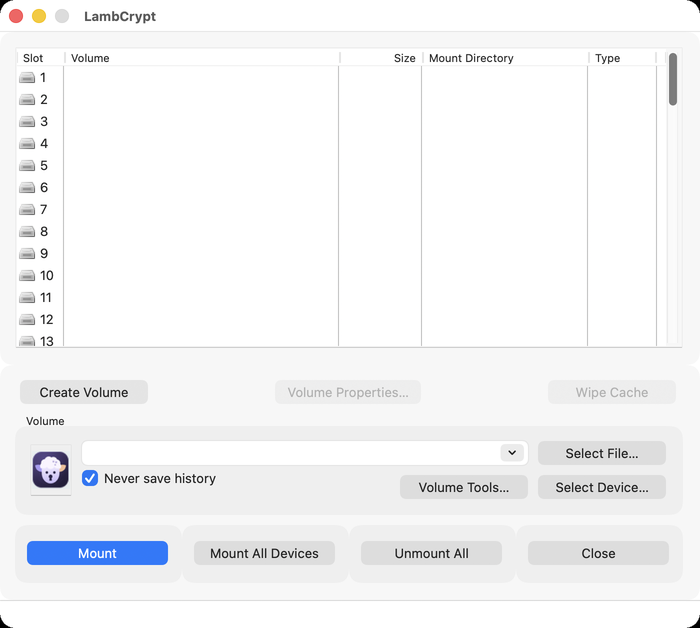 LambCrypt
Slot Volume Size Mount Directory Type
1
2
3
4
5
6
7
8
9
10
11
12
13
Create Volume Volume Properties... Wipe Cache
Volume
Select File...
Never save history
Volume Tools... Select Device...
Mount Mount All Devices Unmount All Close